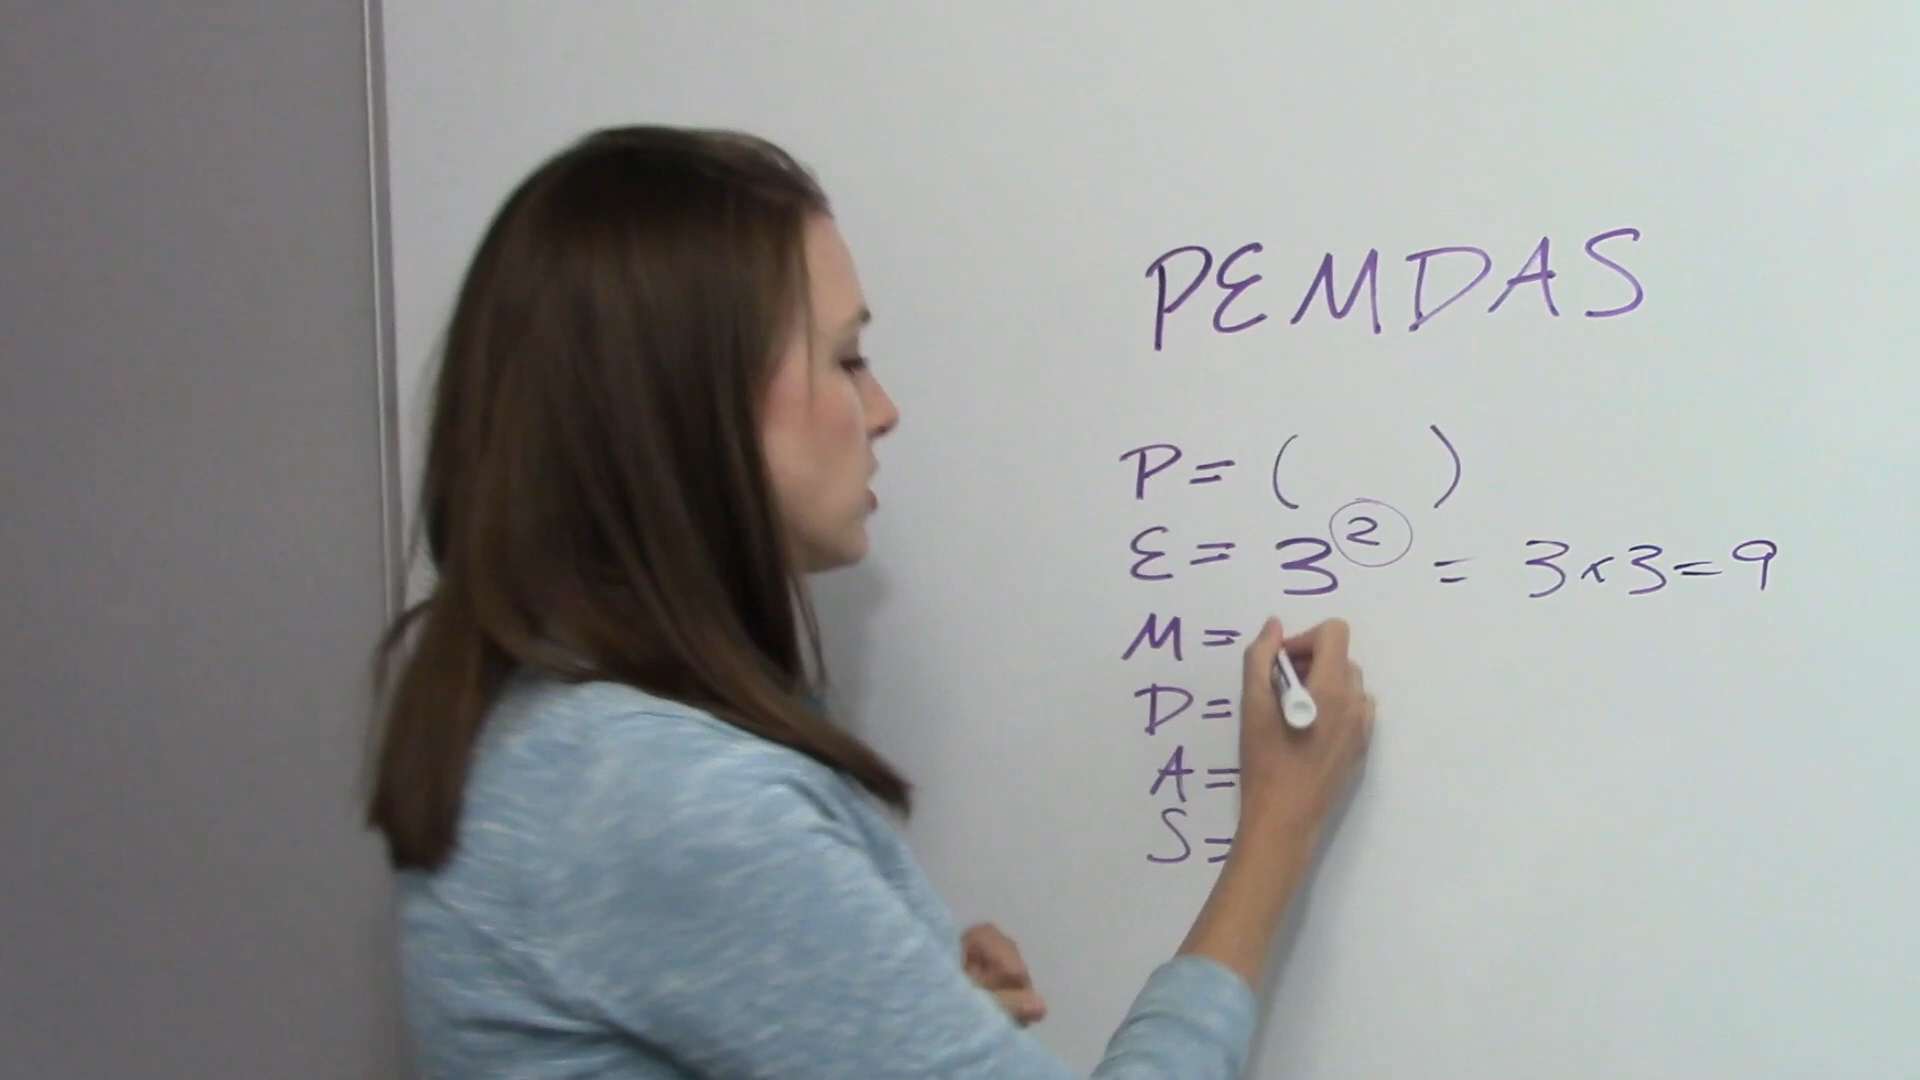 PEMDAS
P = ( )
E = 3² = 3×3=9
M =
D =
A =
S =